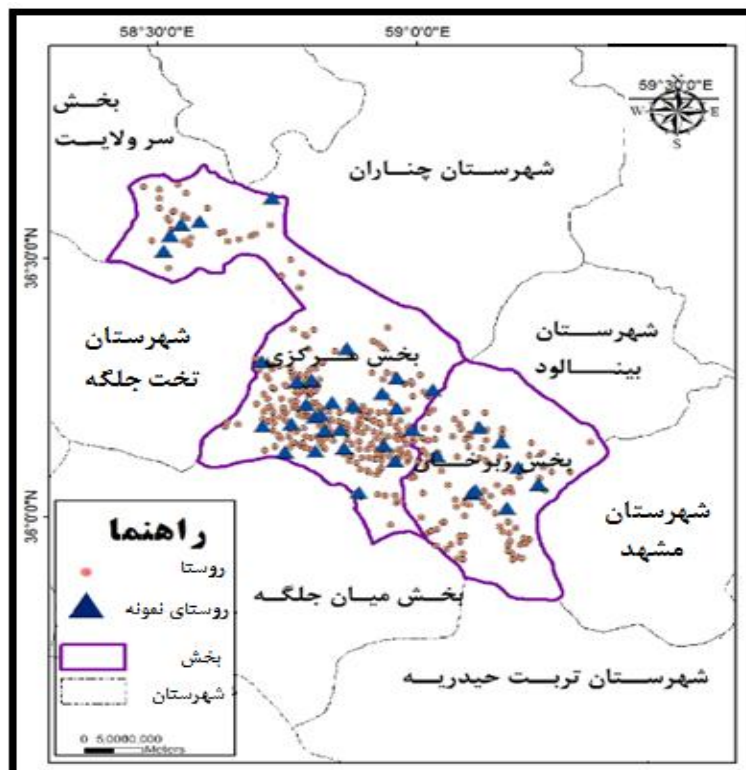 58°30'0"E
59°0'0"E
59°30'0"E
N
W
E
S
بخش
سر ولایت
شهرستان چناران
36°30'0"N
شهرستان
تخت جلگه
شهرستان
بینالود
بخش مرکزی
بخش زبرخان
36°0'0"N
شهرستان
مشهد
بخش میان جلگه
شهرستان تربت حیدریه
راهنما
روستا
روستای نمونه
بخش
شهرستان
0
Meters